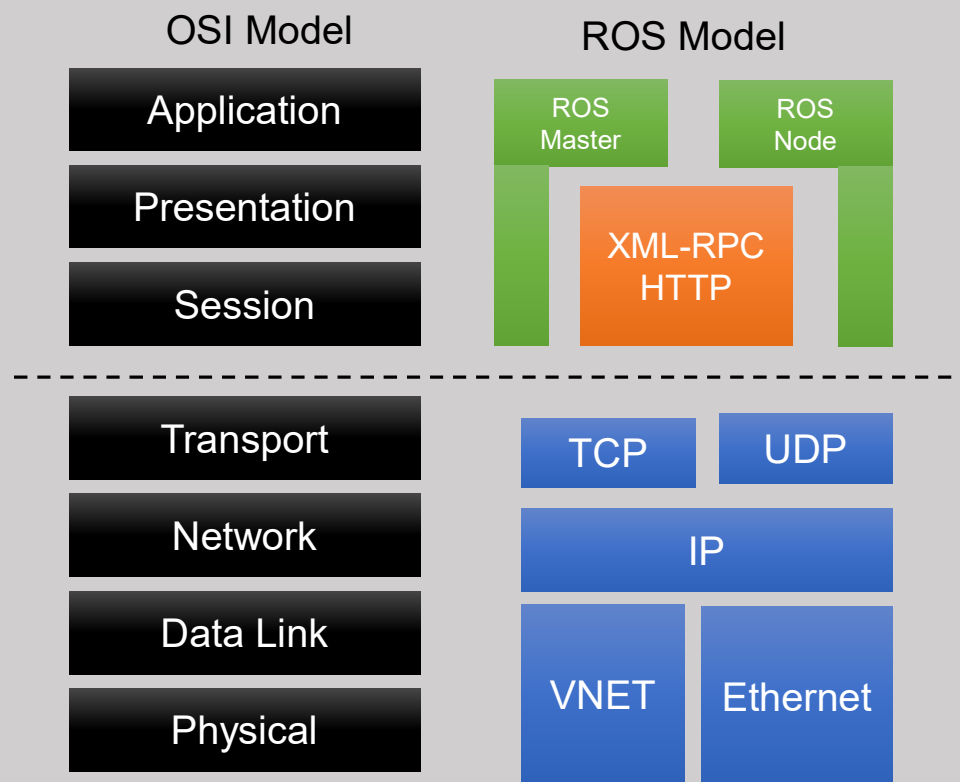 OSI Model
Application
Presentation
Session
Transport
Network
Data Link
Physical
ROS Model
ROS
Master
ROS
Node
XML-RPC
HTTP
TCP
UDP
IP
VNET
Ethernet